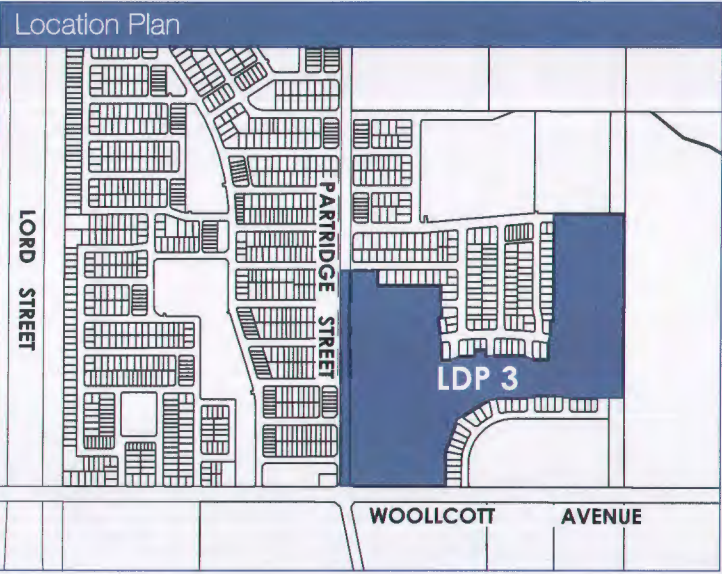 Location Plan
LORD STREET
PARTRIDGE STREET
LDP 3
WOOLLCOTT AVENUE